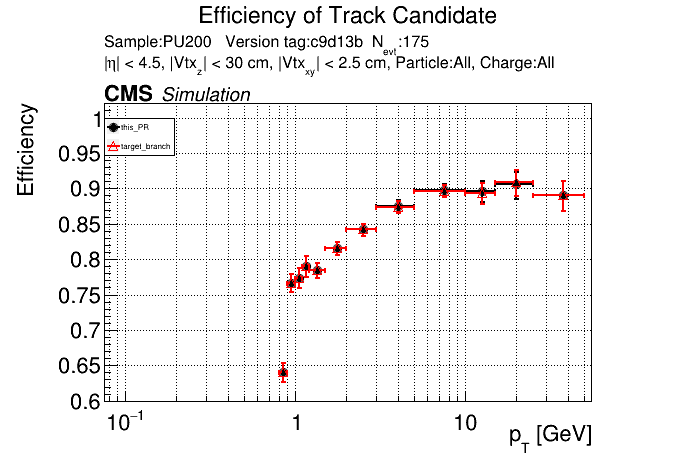 Efficiency of Track Candidate
Sample:PU200 Version tag:c9d13b N_evt:175
|η| < 4.5, |Vtx_z| < 30 cm, |Vtx_xy| < 2.5 cm, Particle:All, Charge:All
CMS Simulation
Efficiency
1
0.95
0.9
0.85
0.8
0.75
0.7
0.65
0.6
this_PR
target_branch
10⁻¹ 1 10
p_T [GeV]